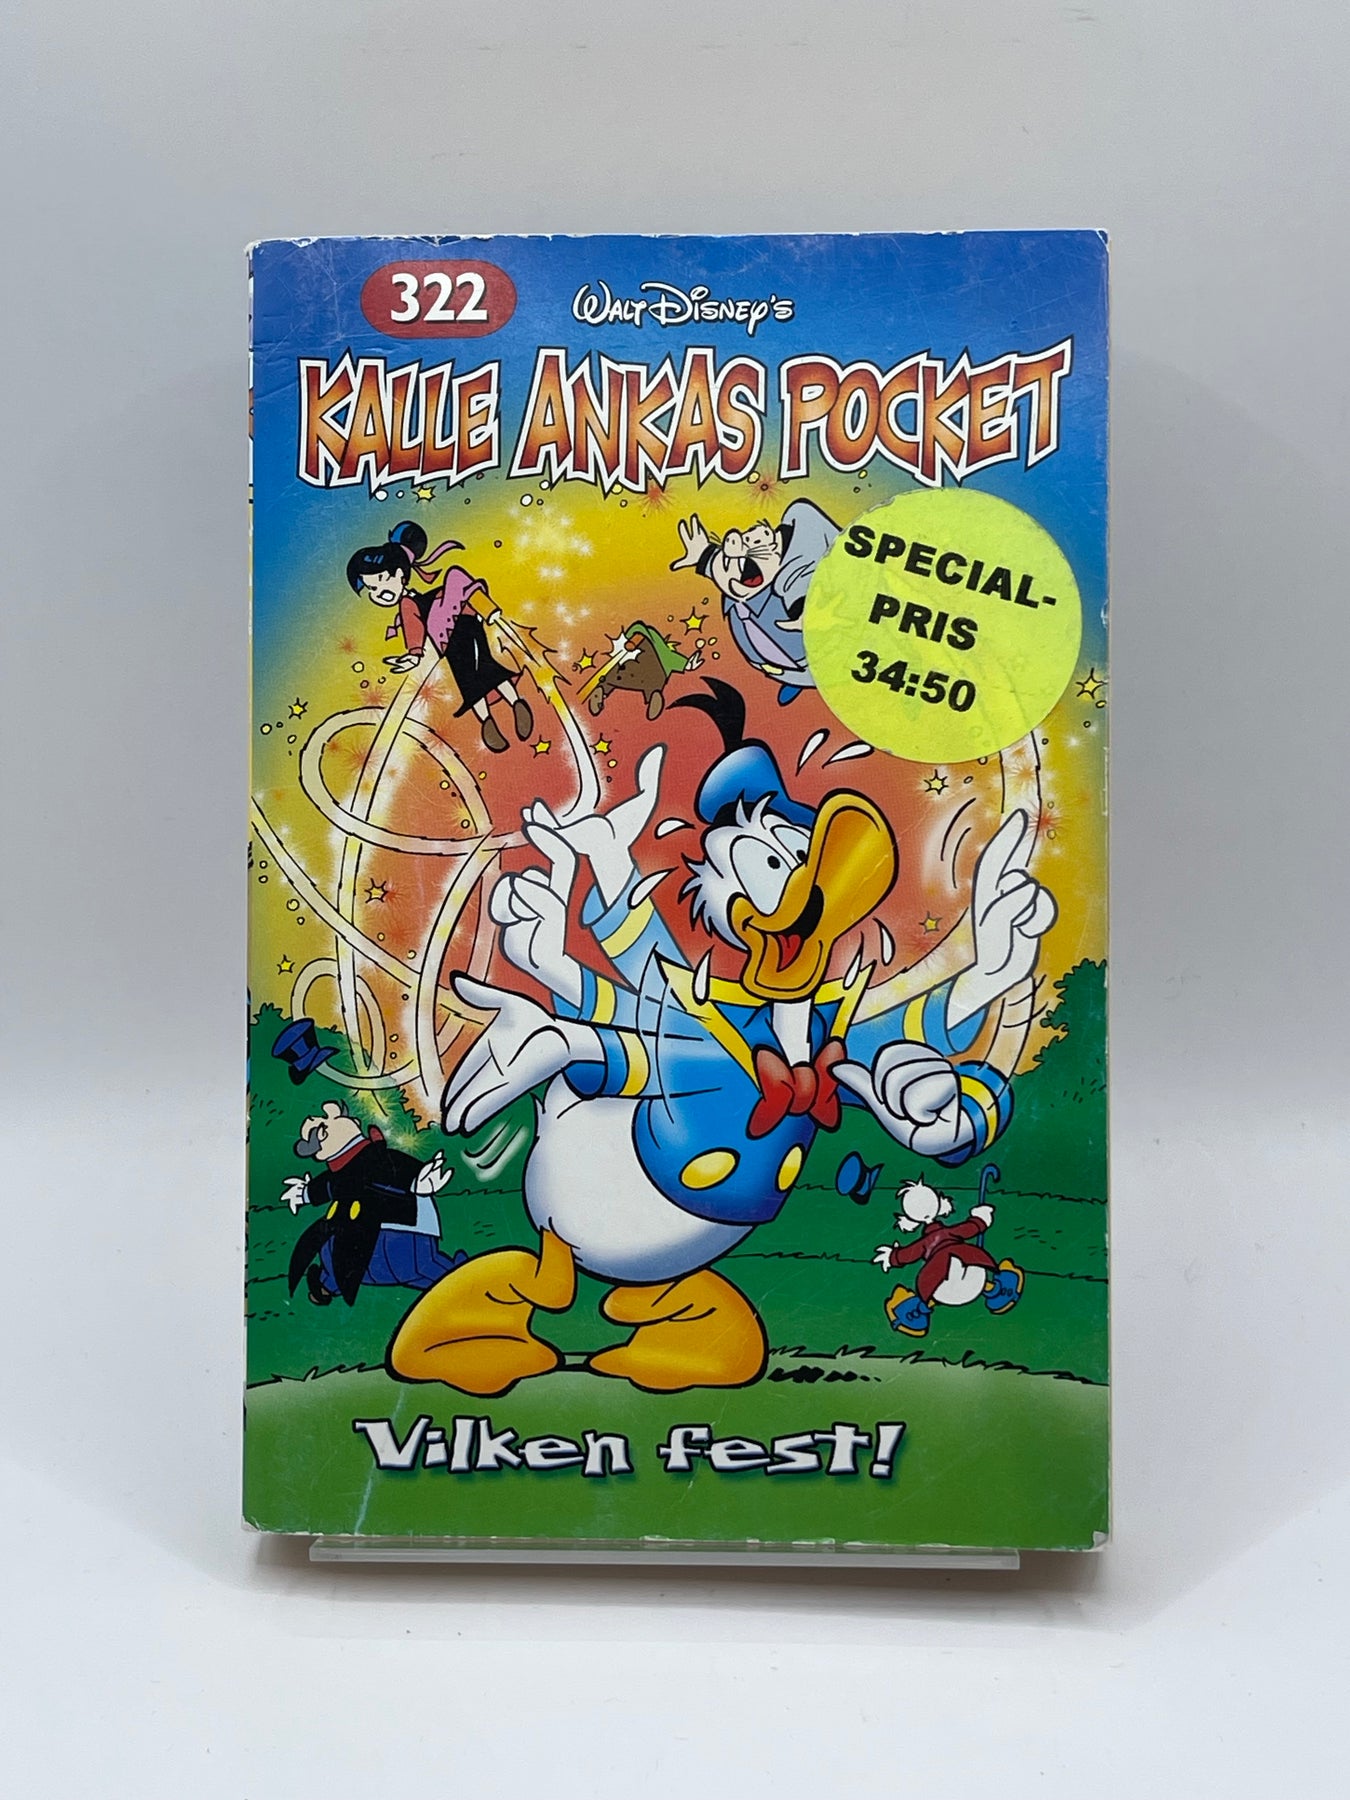 322
WALT DISNEY'S
KALLE ANKAS POCKET
SPECIAL-
PRIS
34:50
Vilken fest!